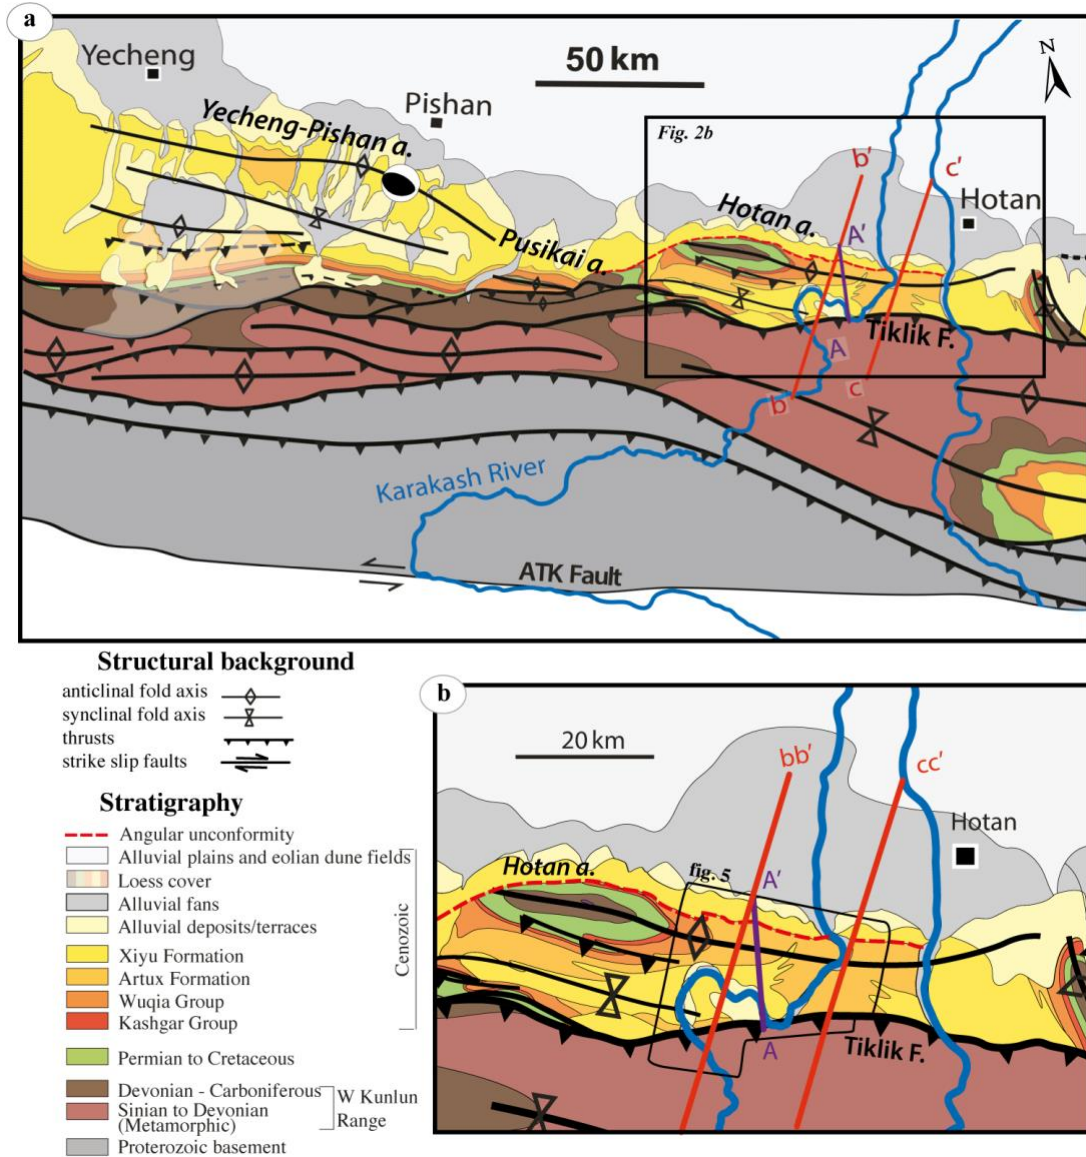 a
Yecheng
Pishan
50 km
N
Yecheng-Pishan a.
Fig. 2b
b'
c'
Hotan
Hotan a.
A'
Pusikai a.
Tiklik F.
A
b
c
Karakash River
ATK Fault
Structural background
anticlinal fold axis
synclinal fold axis
thrusts
strike slip faults
Stratigraphy
Angular unconformity
Alluvial plains and eolian dune fields
Loess cover
Alluvial fans
Alluvial deposits/terraces
Xiyu Formation
Artux Formation
Wuqia Group
Kashgar Group
Cenozoic
Permian to Cretaceous
Devonian - Carboniferous
Sinian to Devonian
(Metamorphic)
W Kunlun
Range
Proterozoic basement
b
20 km
bb'
cc'
Hotan
Hotan a.
fig. 5
A'
A
Tiklik F.